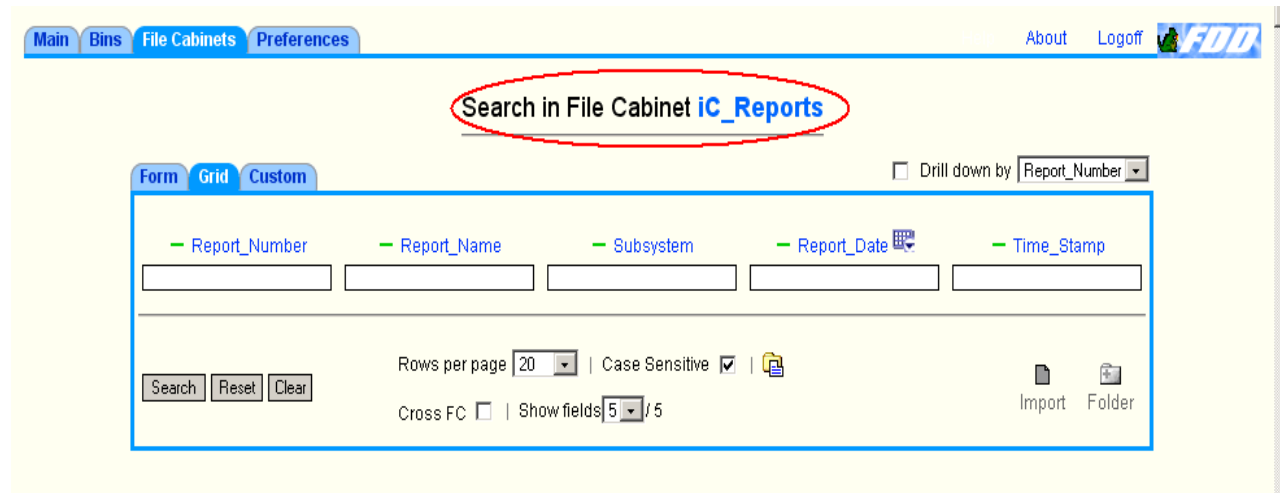 Main Bins File Cabinets Preferences About Logoff FDD
Search in File Cabinet iC_Reports
Form Grid Custom Drill down by Report_Number
Report_Number Report_Name Subsystem Report_Date Time_Stamp
Rows per page 20 | Case Sensitive |
Search Reset Clear
Cross FC | Show fields 5 / 5
Import Folder